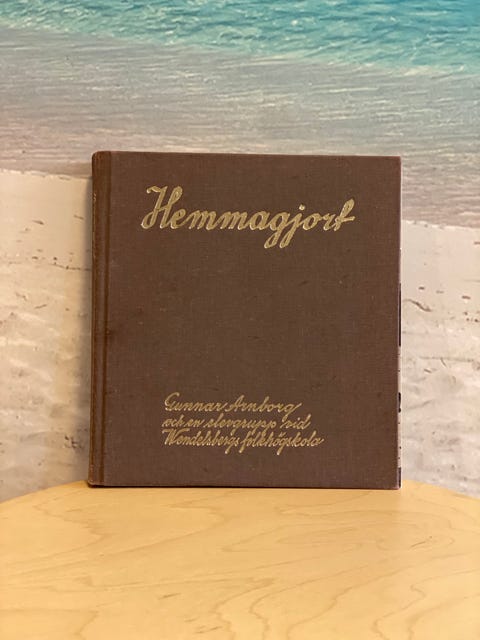 Hemmagjort
Gunnar Arnborg
och en elevgrupp vid
Wendelsbergs folkhögskola